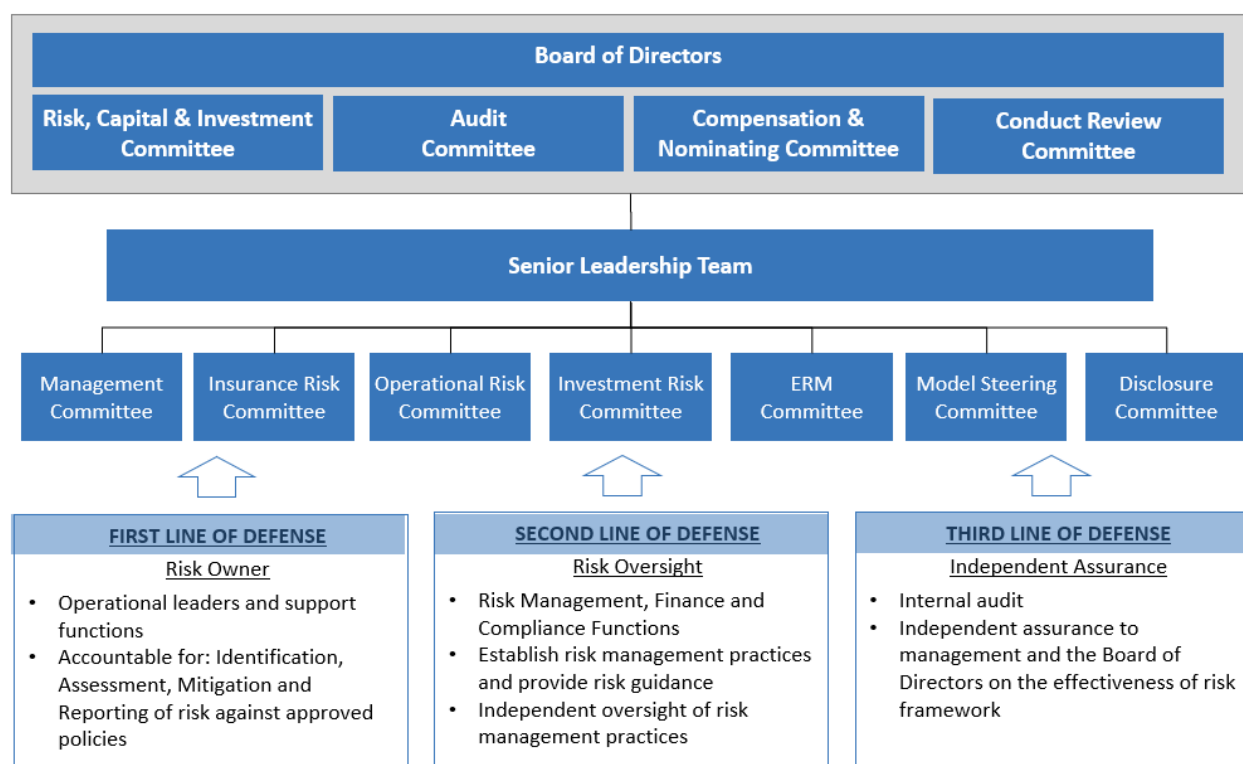 Board of Directors
Risk, Capital & Investment
Committee
Audit
Committee
Compensation &
Nominating Committee
Conduct Review
Committee
Senior Leadership Team
Management
Committee
Insurance Risk
Committee
Operational Risk
Committee
Investment Risk
Committee
ERM
Committee
Model Steering
Committee
Disclosure
Committee
FIRST LINE OF DEFENSE
Risk Owner
• Operational leaders and support
functions
• Accountable for: Identification,
Assessment, Mitigation and
Reporting of risk against approved
policies
SECOND LINE OF DEFENSE
Risk Oversight
• Risk Management, Finance and
Compliance Functions
• Establish risk management practices
and provide risk guidance
• Independent oversight of risk
management practices
THIRD LINE OF DEFENSE
Independent Assurance
• Internal audit
• Independent assurance to
management and the Board of
Directors on the effectiveness of risk
framework